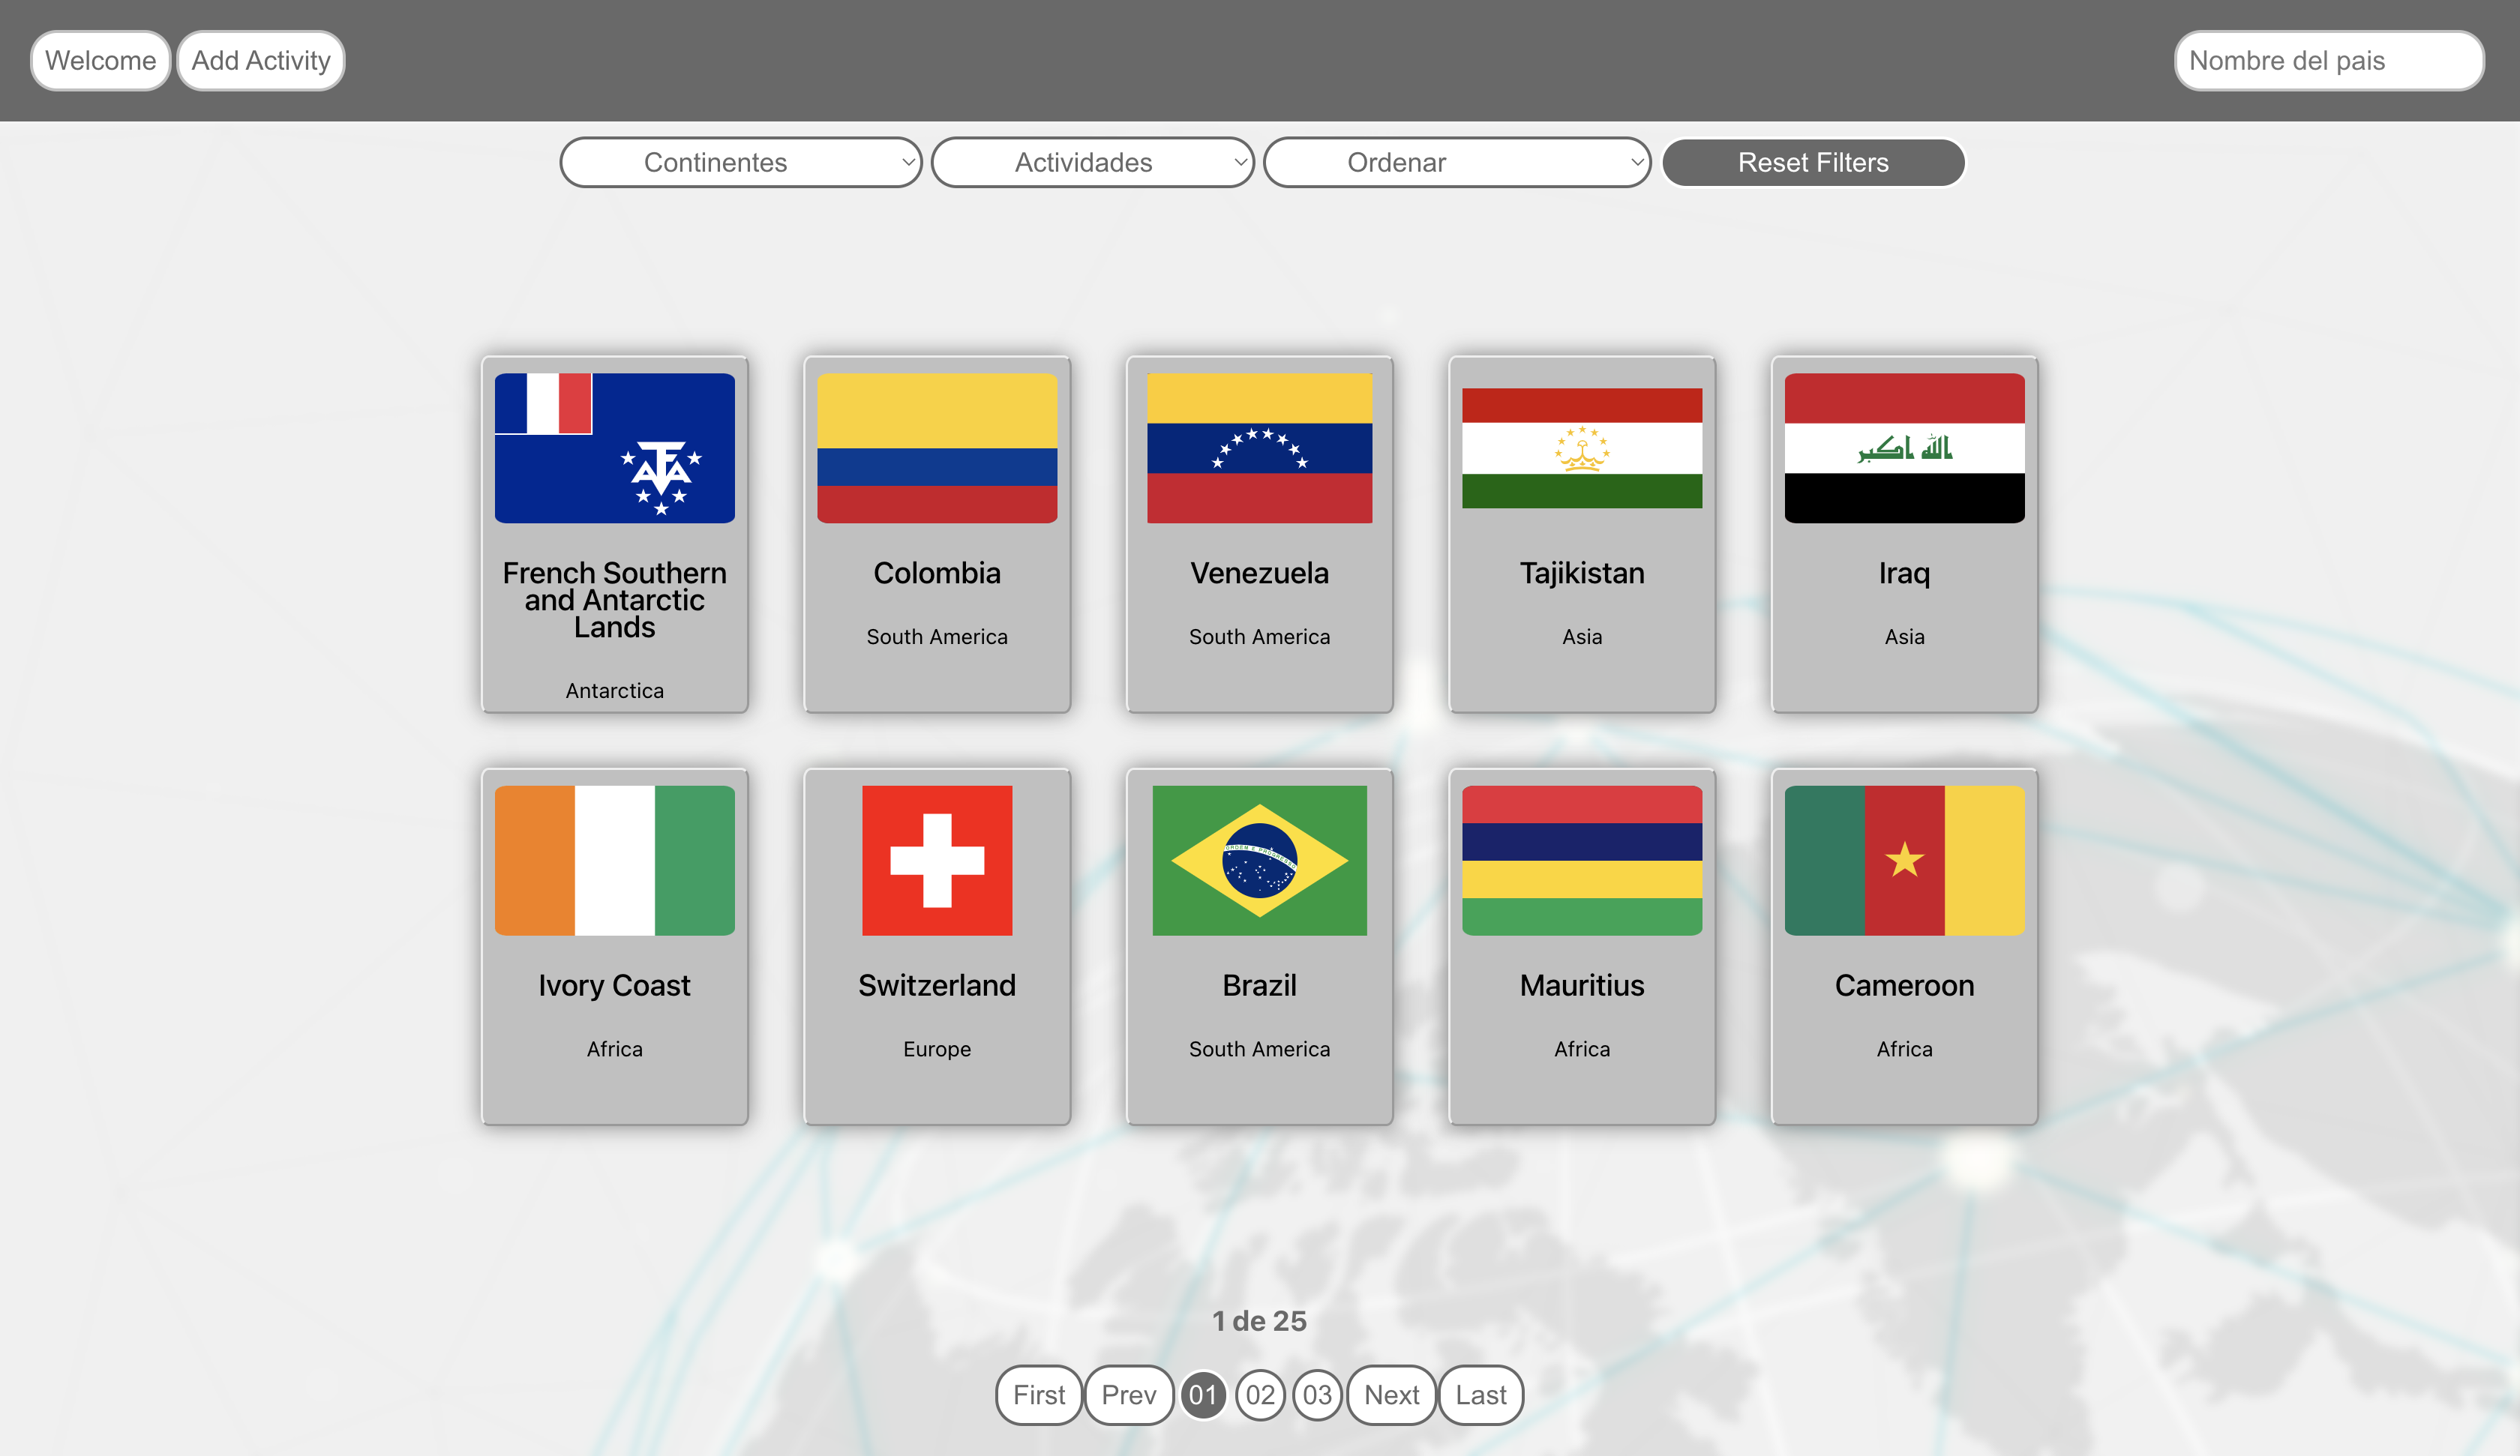 Welcome
Add Activity
Nombre del pais
Continentes
Actividades
Ordenar
Reset Filters
الله اكبر
French Southern
and Antarctic
Lands
Antarctica
Colombia
South America
Venezuela
South America
Tajikistan
Asia
Iraq
Asia
Ivory Coast
Africa
Switzerland
Europe
ORDEM E PROGRESSO
Brazil
South America
Mauritius
Africa
Cameroon
Africa
1 de 25
First
Prev
01
02
03
Next
Last